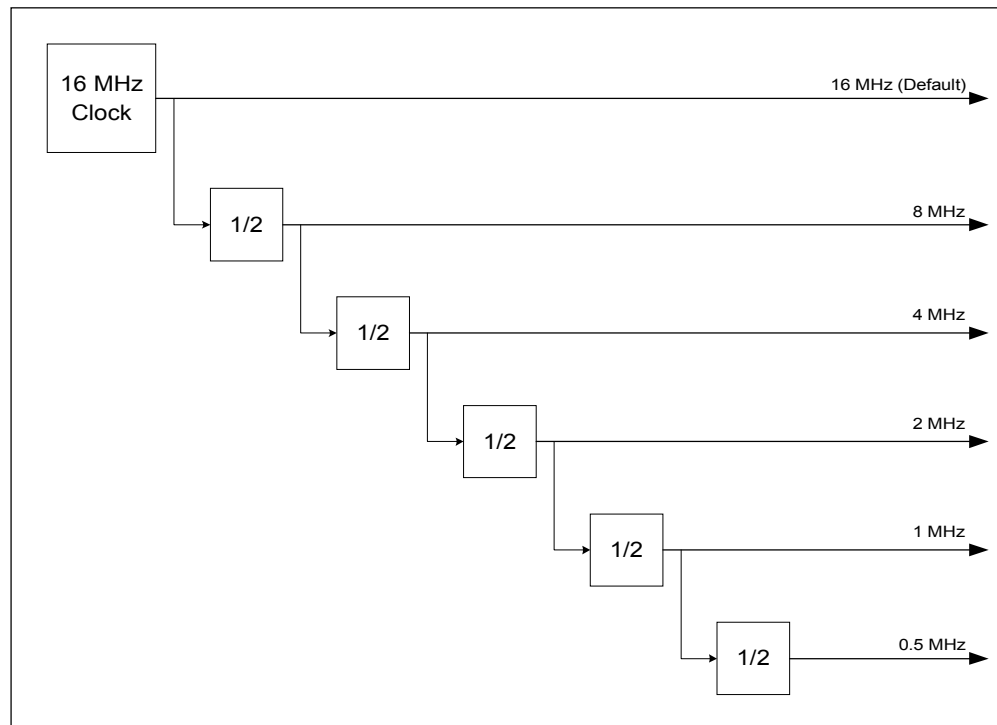 16 MHz
Clock
16 MHz (Default)
8 MHz
1/2
4 MHz
1/2
2 MHz
1/2
1 MHz
1/2
0.5 MHz
1/2